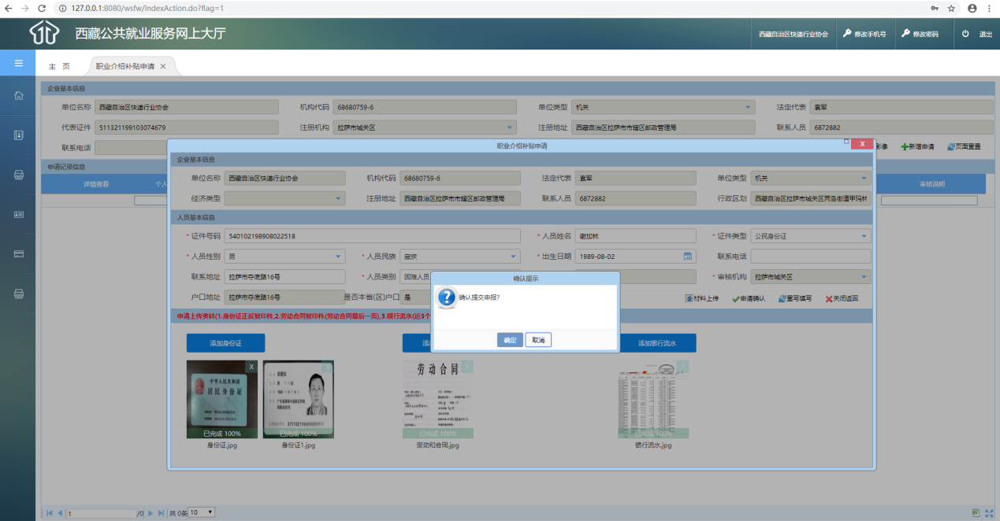 127.0.0.1:8080/wsfw/indexAction.do?flag=1
西藏公共就业服务网上大厅
西藏自治区快递行业协会 修改手机号 修改密码 退出
主 页 职业介绍补贴申请 ×
企业基本信息
单位名称 西藏自治区快递行业协会 机构代码 68680759-6 单位类型 机关 法定代表 袁军
代表证件 511321199103074679 注册机构 拉萨市城关区 注册地址 西藏自治区拉萨市市辖区邮政管理局 联系人员 6872882
联系电话
影像 新增申请 页面重置
申请记录信息
详情查看 个人 审核说明
职业介绍补贴申请 X
企业基本信息
单位名称 西藏自治区快递行业协会 机构代码 68680759-6 法定代表 袁军 单位类型 机关
经济类型 注册地址 西藏自治区拉萨市市辖区邮政管理局 联系人员 6872882 行政区划 西藏自治区拉萨市城关区两岛街道甲玛林
人员基本信息
* 证件号码 540102198908022518 * 人员姓名 谢加林 * 证件类型 公民身份证
* 人员性别 男 * 人员民族 藏族 * 出生日期 1989-08-02 联系电话
联系地址 拉萨市夺底路16号 * 人员类别 困难人员 * 审核机构 拉萨市城关区
户口地址 拉萨市夺底路16号 是否本省(区)户口 是
材料上传 申请确认 重写填写 关闭返回
申请上传资料(1.身份证正反复印件,2.劳动合同复印件(劳动合同最后一页),3.银行流水(近3个
确认提示
确认提交申报?
确定 取消
添加身份证 添 添加银行流水
中华人民共和国
居民身份证
劳动合同
已完成 100% 已完成 100% 已完成 100% 已完成 100%
身份证.jpg 身份证1.jpg 劳动和合同.jpg 银行流水.jpg
1 /0 共 0条 10